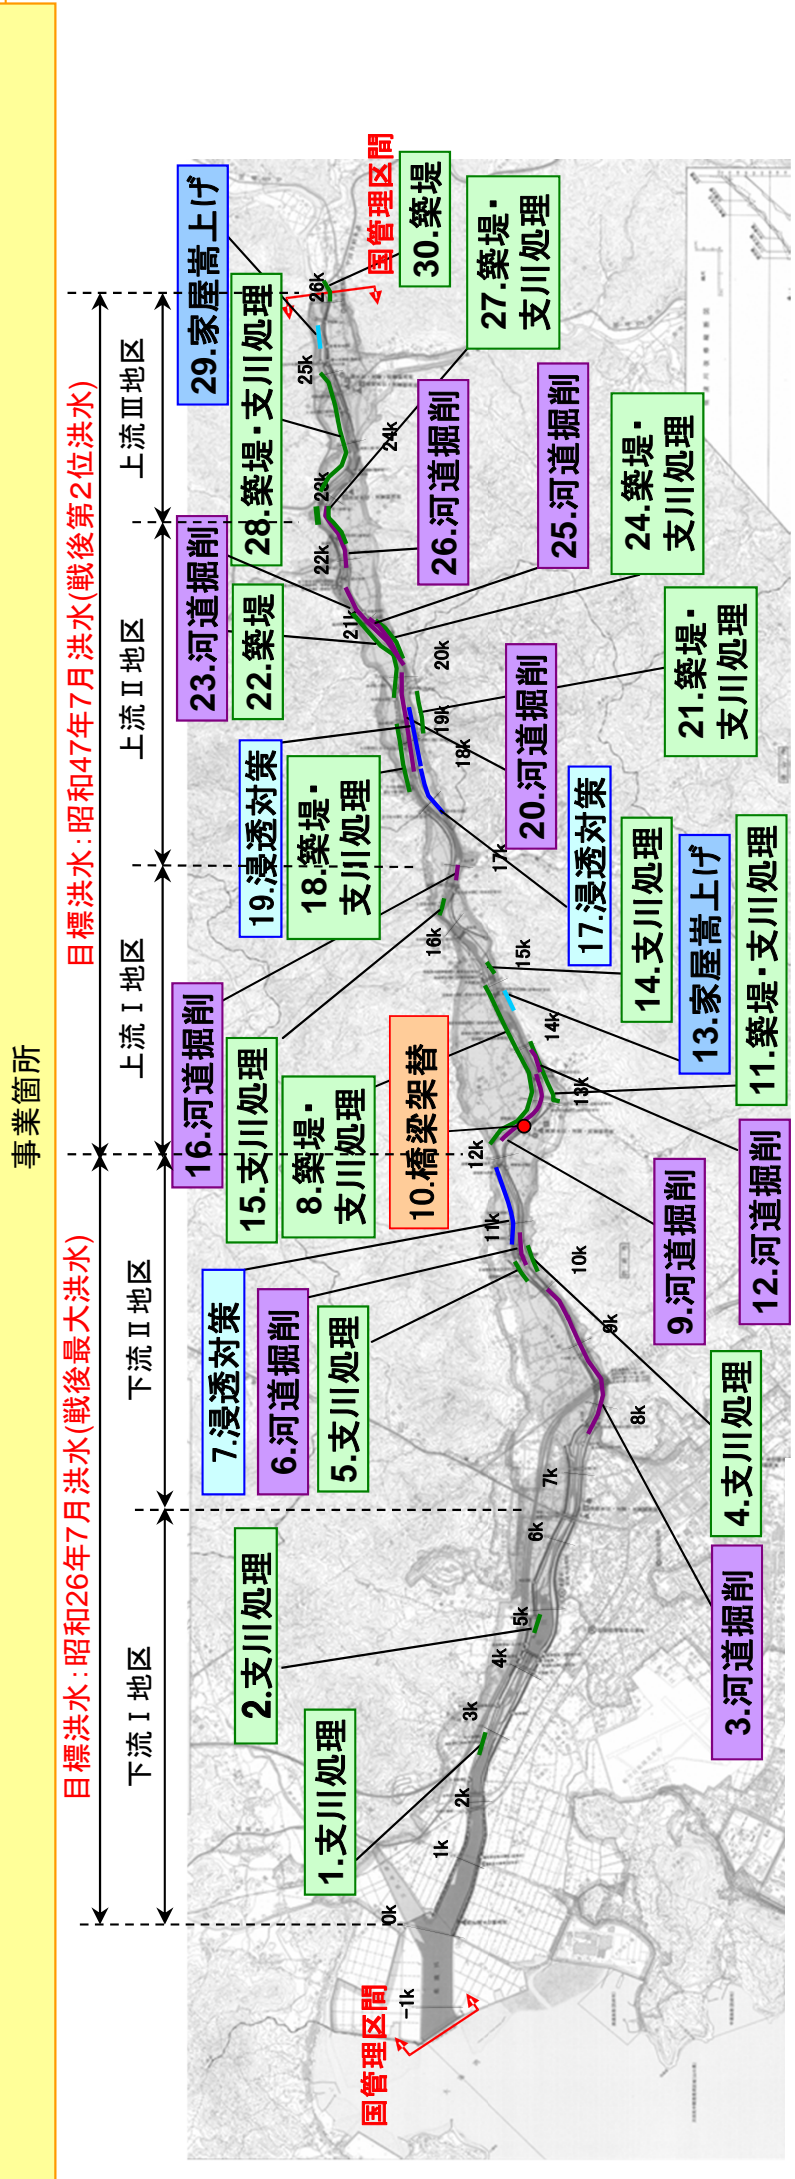 事業箇所
目標洪水：昭和26年7月洪水(戦後最大洪水)
目標洪水：昭和47年7月洪水(戦後第2位洪水)
下流Ⅰ地区
下流Ⅱ地区
上流Ⅰ地区
上流Ⅱ地区
上流Ⅲ地区
国管理区間
国管理区間
1.支川処理
2.支川処理
3.河道掘削
4.支川処理
5.支川処理
6.河道掘削
7.浸透対策
8.築堤・
支川処理
9.河道掘削
10.橋梁架替
11.築堤・支川処理
12.河道掘削
13.家屋嵩上げ
14.支川処理
15.支川処理
16.河道掘削
17.浸透対策
18.築堤・
支川処理
19.浸透対策
20.河道掘削
21.築堤・
支川処理
22.築堤
23.河道掘削
24.築堤・
支川処理
25.河道掘削
26.河道掘削
27.築堤・
支川処理
28.築堤・支川処理
29.家屋嵩上げ
30.築堤
-1k
0k
1k
2k
3k
4k
5k
6k
7k
8k
9k
10k
11k
12k
13k
14k
15k
16k
17k
18k
19k
20k
21k
22k
23k
24k
25k
26k